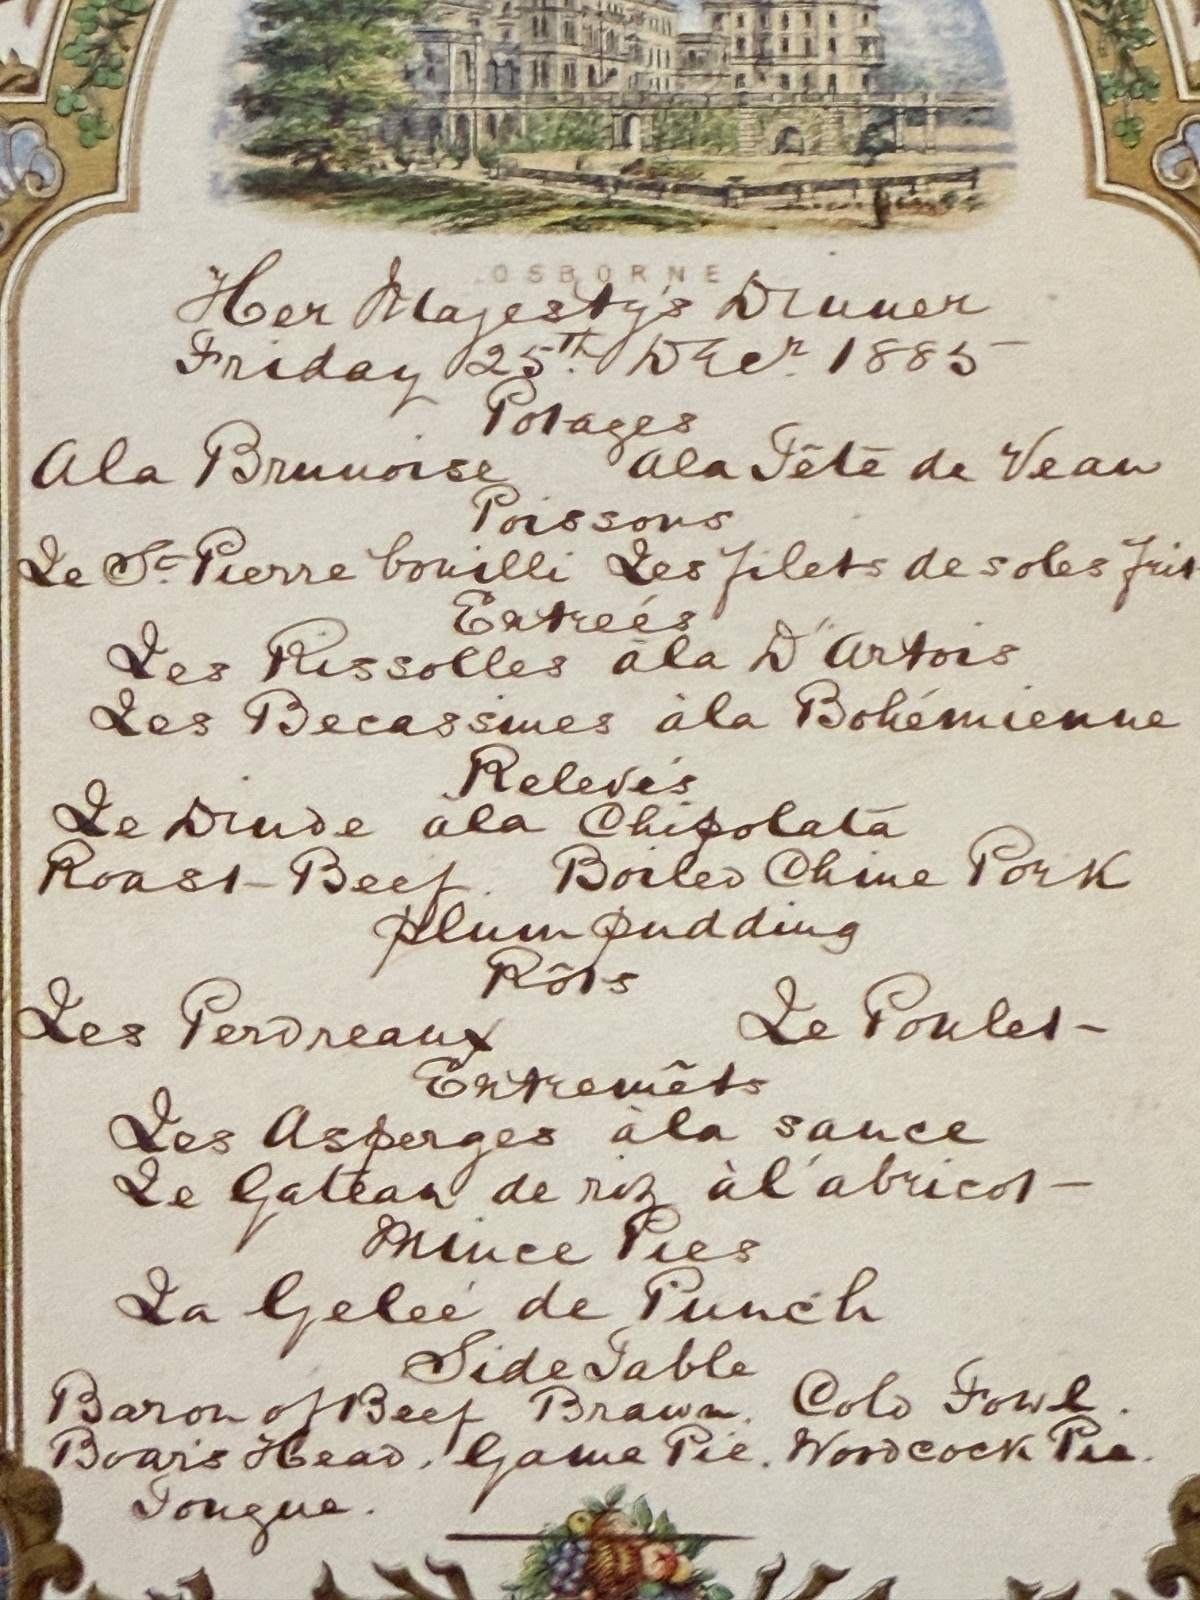 OSBORNE
Her Majesty's Dinner
Friday 25th. Decr. 1885
Potages
A la Brunoise à la Tête de Veau
Poissons
Le St Pierre bouilli Les filets de soles frit
Entreés
Les Rissolles àla D'Artois
Les Becassines àla Bohémienne
Relevés
Le Dinde àla Chipolata
Roast-Beef. Boiled Chine Pork
plum pudding
Rôts
Les Perdreaux Le Poulet
Entremêts
Les Asperges àla sauce
Le Gateau de riz àl'abricot
Mince Pies
La Geleé de Punch
Side Table
Baron of Beef Brawn. Cold Fowl.
Boar's Head. Game Pie. Woodcock Pie.
Tongue.